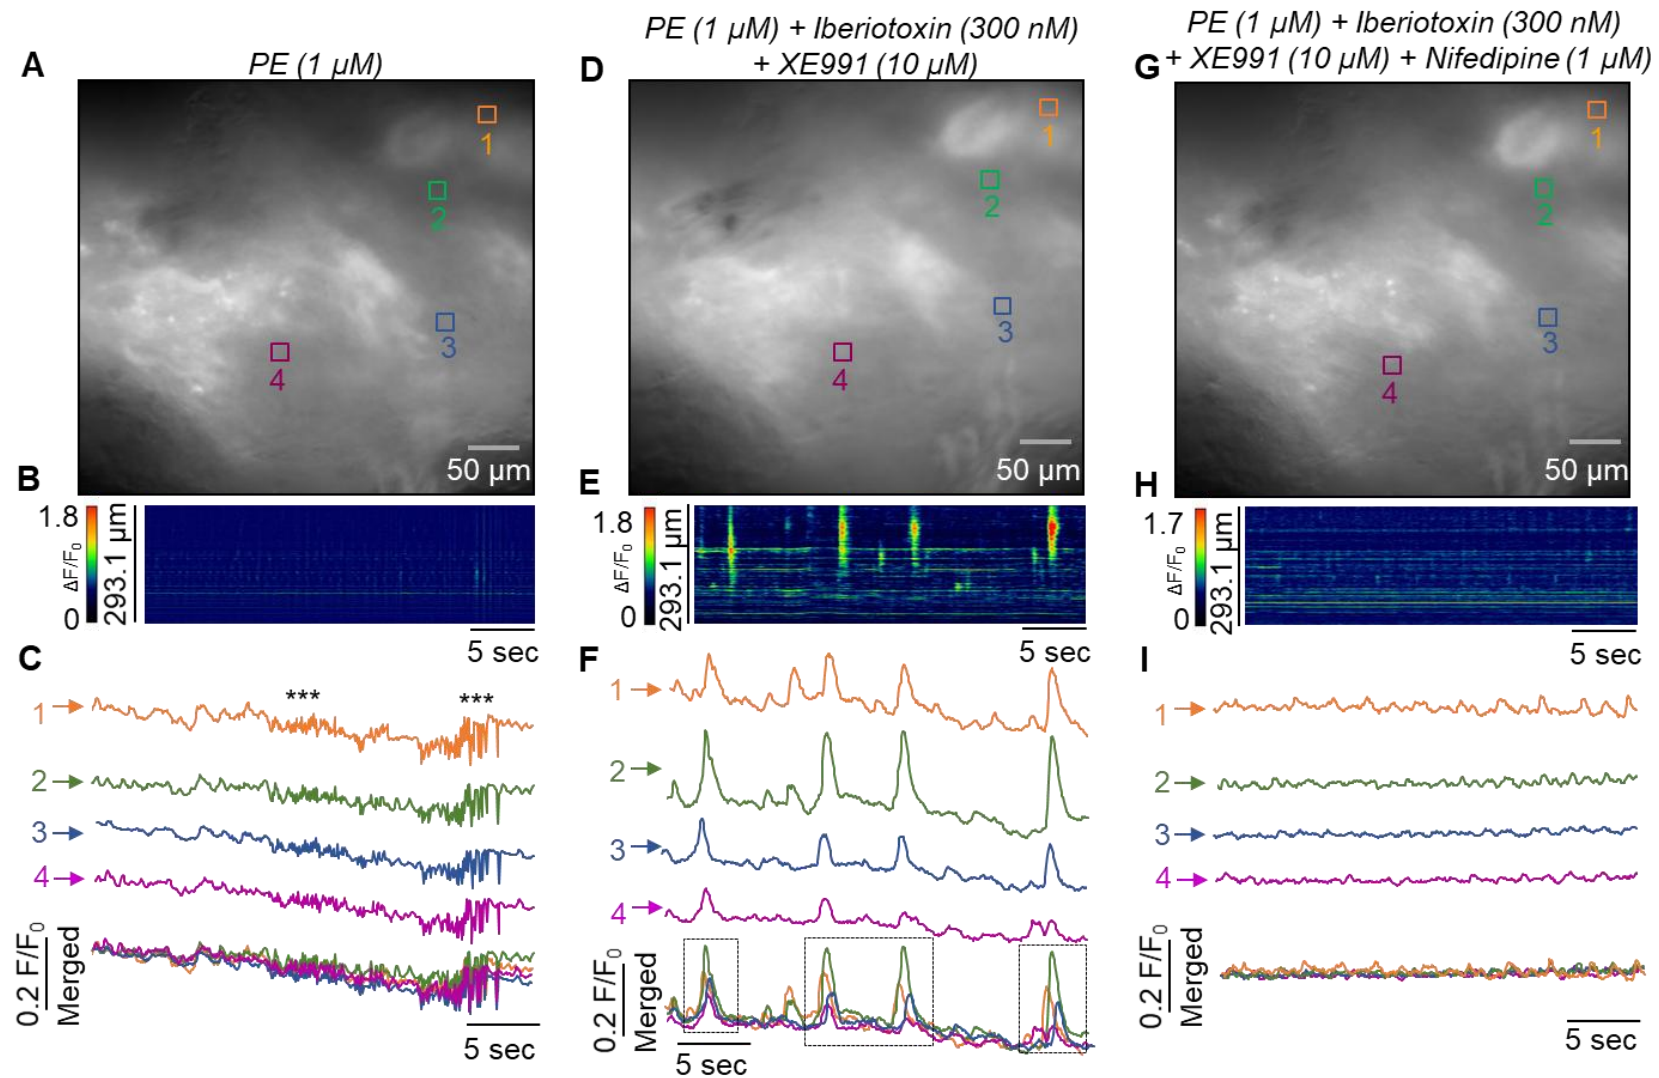 A
PE (1 µM)
1
2
3
4
50 µm
B
1.8
0
ΔF/F0
293.1 µm
5 sec
C
***
***
1
2
3
4
0.2 F/F0
Merged
5 sec
D
PE (1 µM) + Iberiotoxin (300 nM)
+ XE991 (10 µM)
1
2
3
4
50 µm
E
1.8
0
ΔF/F0
293.1 µm
5 sec
F
1
2
3
4
0.2 F/F0
Merged
5 sec
G
PE (1 µM) + Iberiotoxin (300 nM)
+ XE991 (10 µM) + Nifedipine (1 µM)
1
2
3
4
50 µm
H
1.7
0
ΔF/F0
293.1 µm
5 sec
I
1
2
3
4
0.2 F/F0
Merged
5 sec